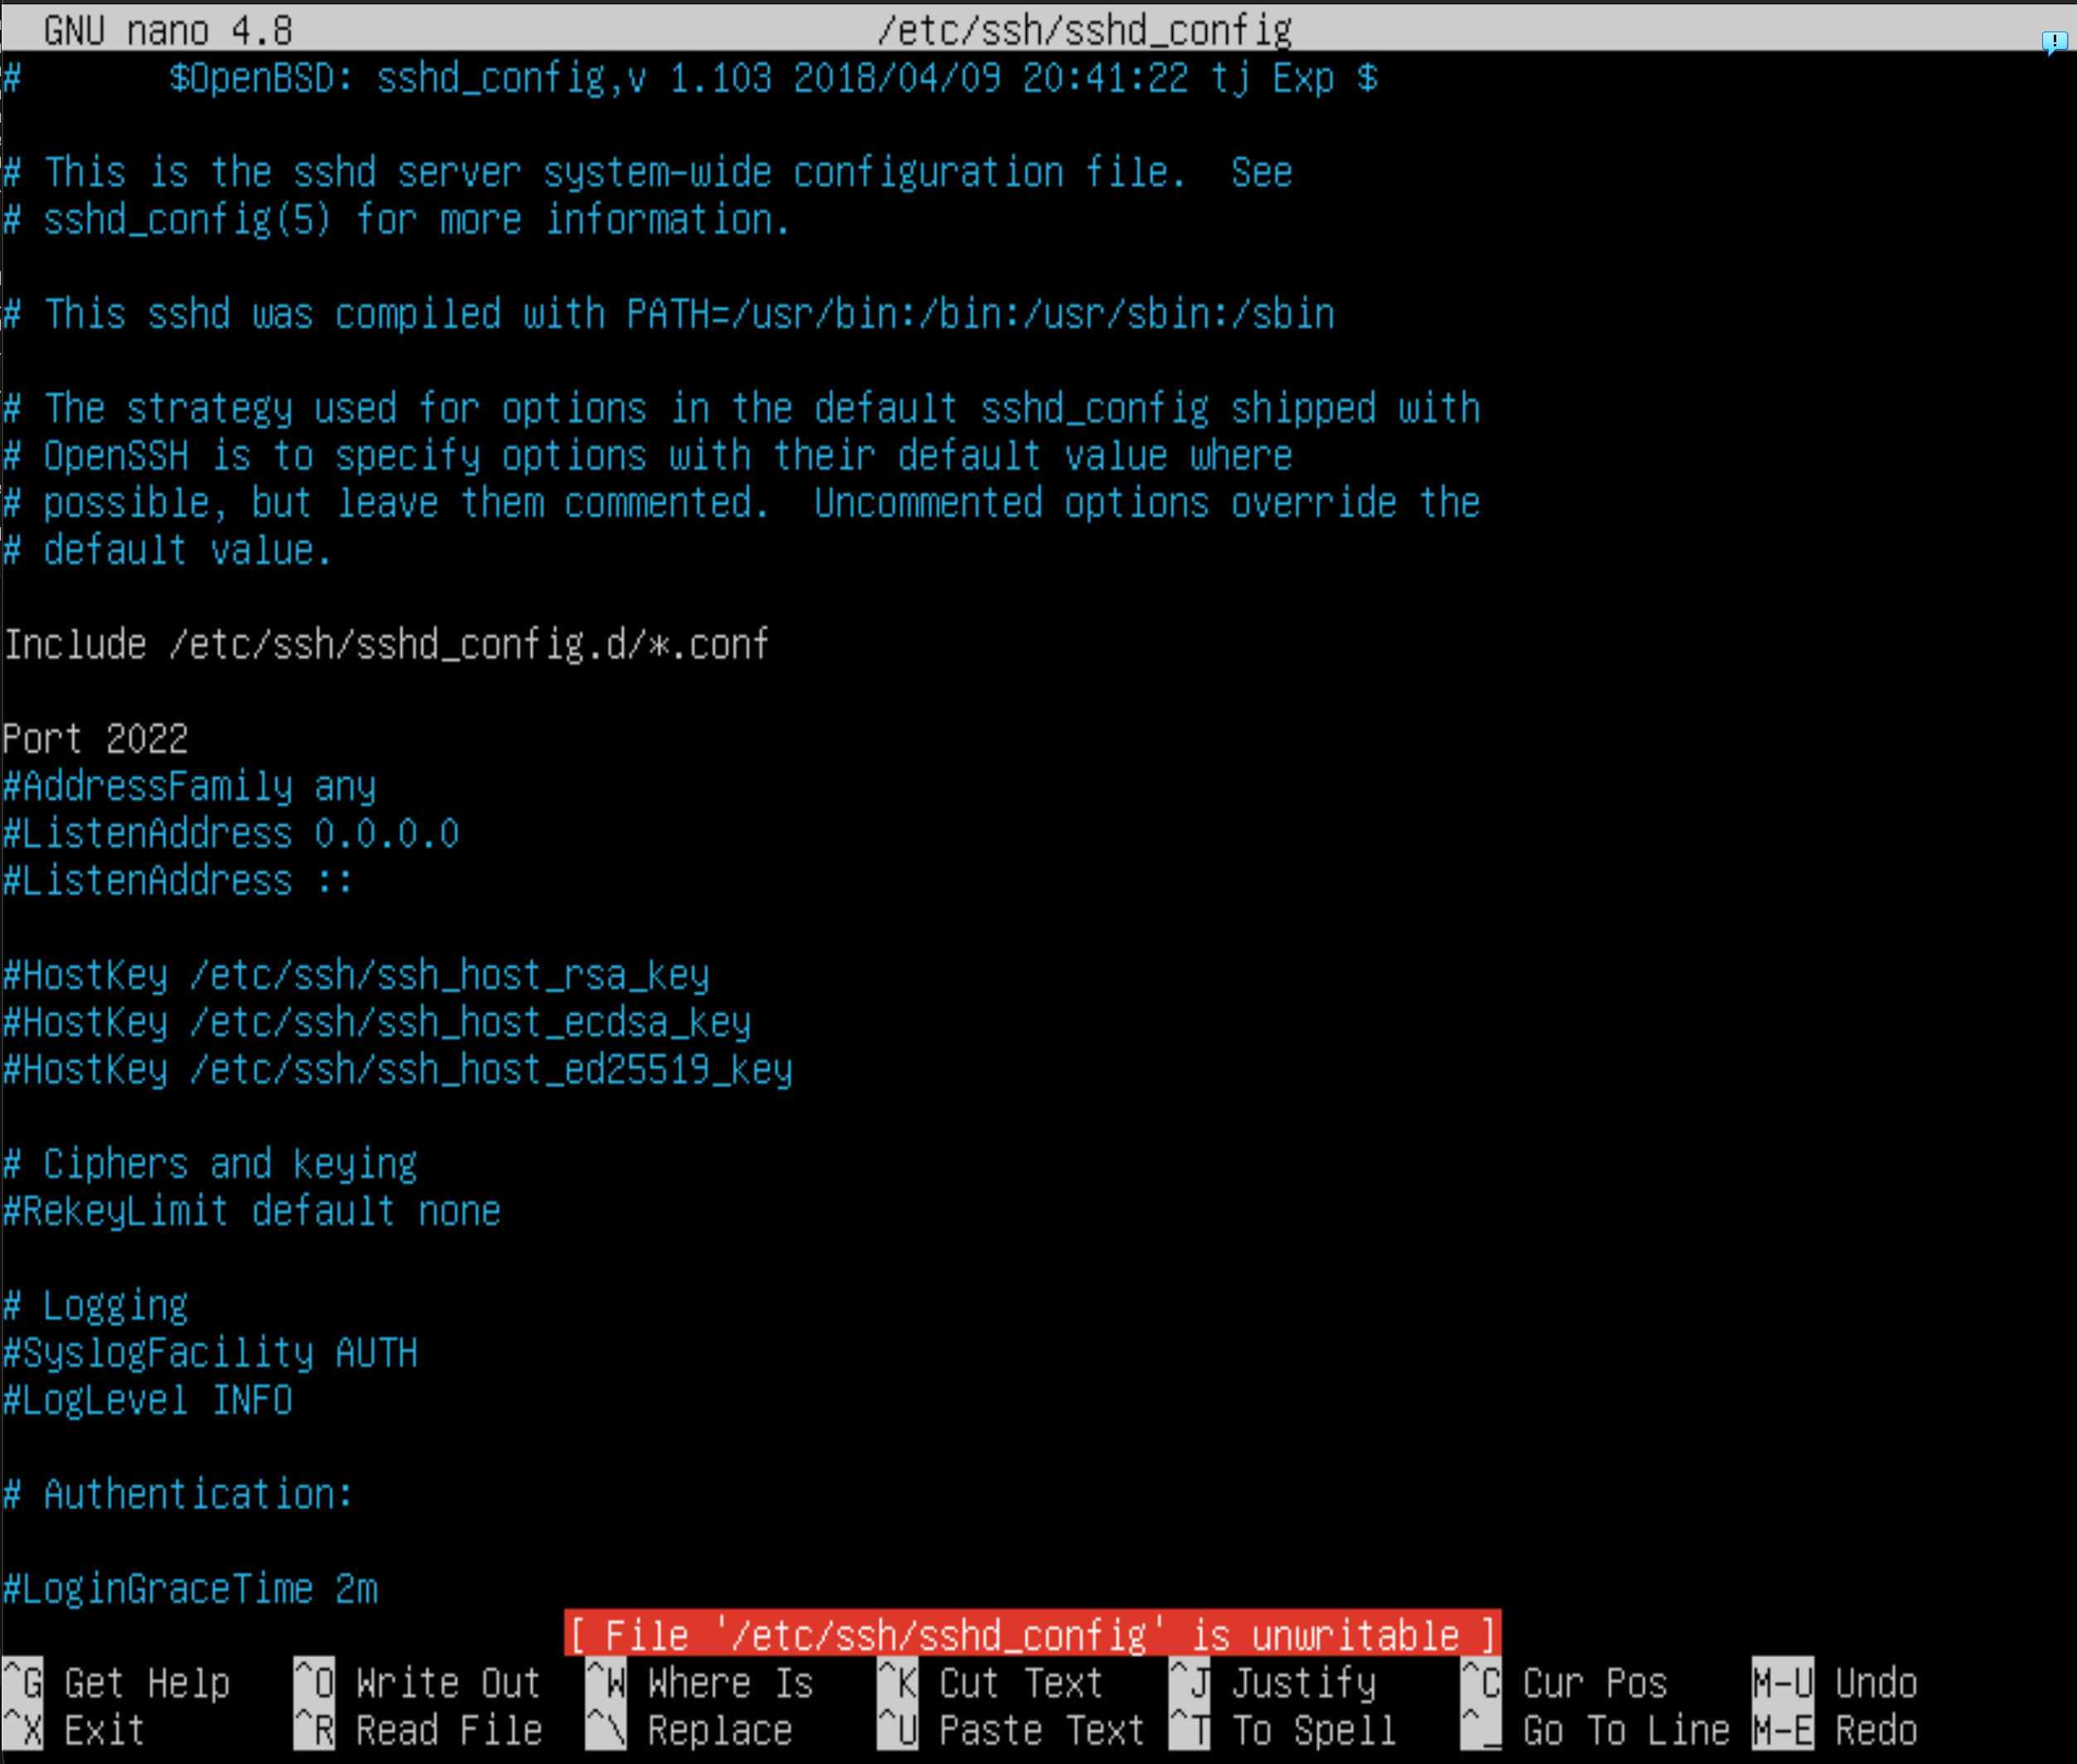 GNU nano 4.8 /etc/ssh/sshd_config
# $OpenBSD: sshd_config,v 1.103 2018/04/09 20:41:22 tj Exp $
# This is the sshd server system-wide configuration file.  See
# sshd_config(5) for more information.
# This sshd was compiled with PATH=/usr/bin:/bin:/usr/sbin:/sbin
# The strategy used for options in the default sshd_config shipped with
# OpenSSH is to specify options with their default value where
# possible, but leave them commented.  Uncommented options override the
# default value.
Include /etc/ssh/sshd_config.d/*.conf
Port 2022
#AddressFamily any
#ListenAddress 0.0.0.0
#ListenAddress ::
#HostKey /etc/ssh/ssh_host_rsa_key
#HostKey /etc/ssh/ssh_host_ecdsa_key
#HostKey /etc/ssh/ssh_host_ed25519_key
# Ciphers and keying
#RekeyLimit default none
# Logging
#SyslogFacility AUTH
#LogLevel INFO
# Authentication:
#LoginGraceTime 2m
[ File '/etc/ssh/sshd_config' is unwritable ]
^G Get Help ^O Write Out ^W Where Is ^K Cut Text ^J Justify ^C Cur Pos M-U Undo
^X Exit ^R Read File ^\ Replace ^U Paste Text ^T To Spell ^_ Go To Line M-E Redo